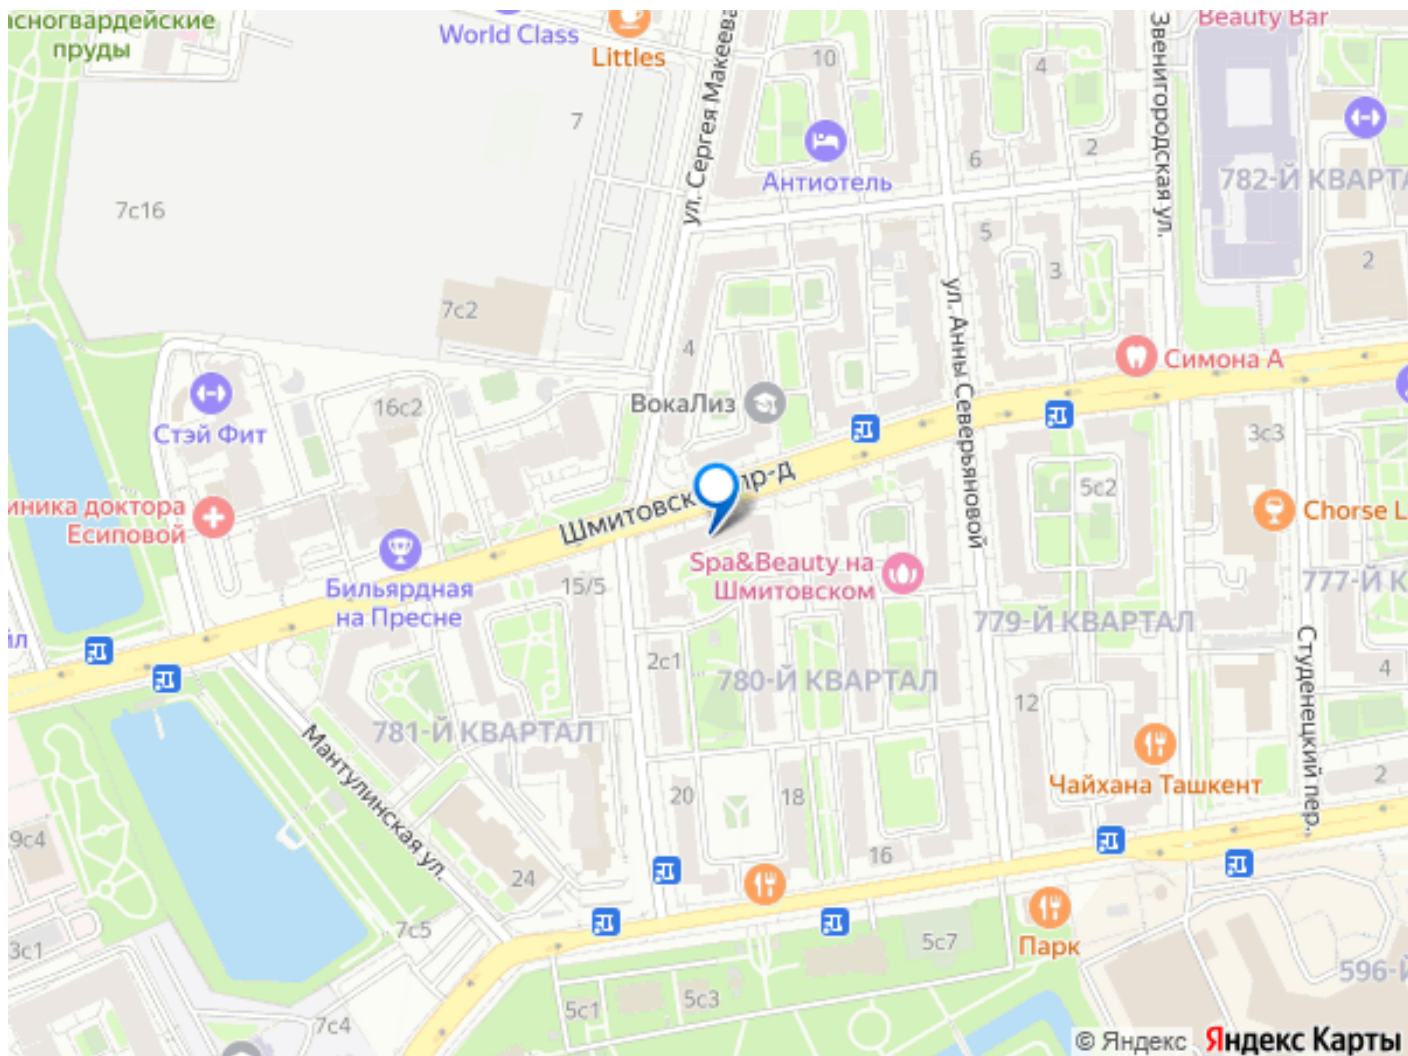 асногвардейские
пруды
World Class
Littles
ул. Сергея Макеева
10
4
Звенигородская ул.
Beauty Bar
7
Антиотель
6
2
782-Й КВАРТА
7с16
5
3
2
7с2
4
ул. Анны Северьяновой
Симона А
16с2
ВокаЛиз
Стэй Фит
3с3
5с2
Шмитовск
пр-д
иника доктора
Есиповой
Chorse L
Бильярдная
на Пресне
15/5
Spa&Beauty на
Шмитовском
777-Й К
779-Й КВАРТАЛ
йл
2с1
780-Й КВАРТАЛ
Студенецкий пер.
4
781-Й КВАРТАЛ
12
Мантулинская ул.
Чайхана Ташкент
2
20
18
9с4
16
24
7с5
5с7
Парк
3с1
596-Й
5с1
5с3
7с4
© Яндекс
Яндекс Карты